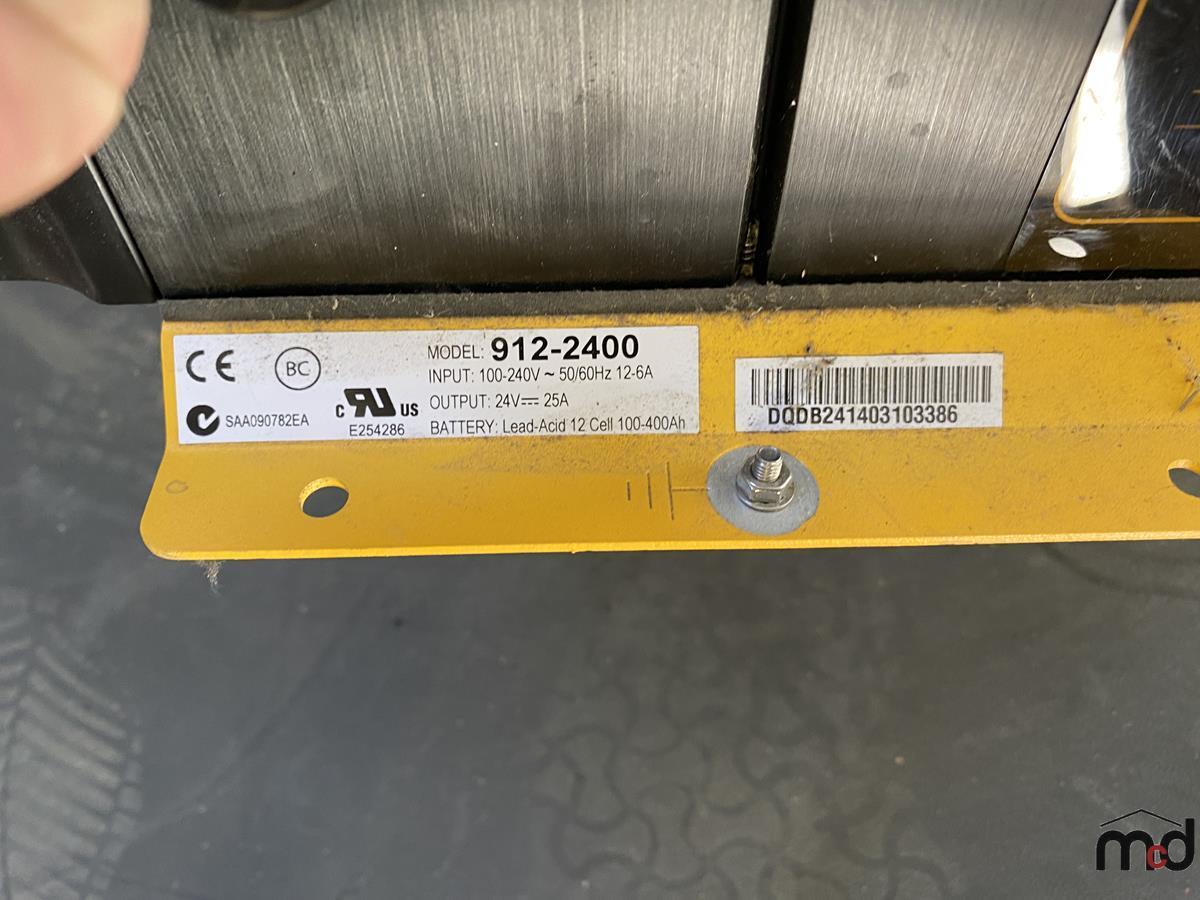 CE
BC
SAA090782EA
c RU US
E254286
MODEL: 912-2400
INPUT: 100-240V ~ 50/60Hz 12-6A
OUTPUT: 24V⎓ 25A
BATTERY: Lead-Acid 12 Cell 100-400Ah
DQDB241403103386
mcd